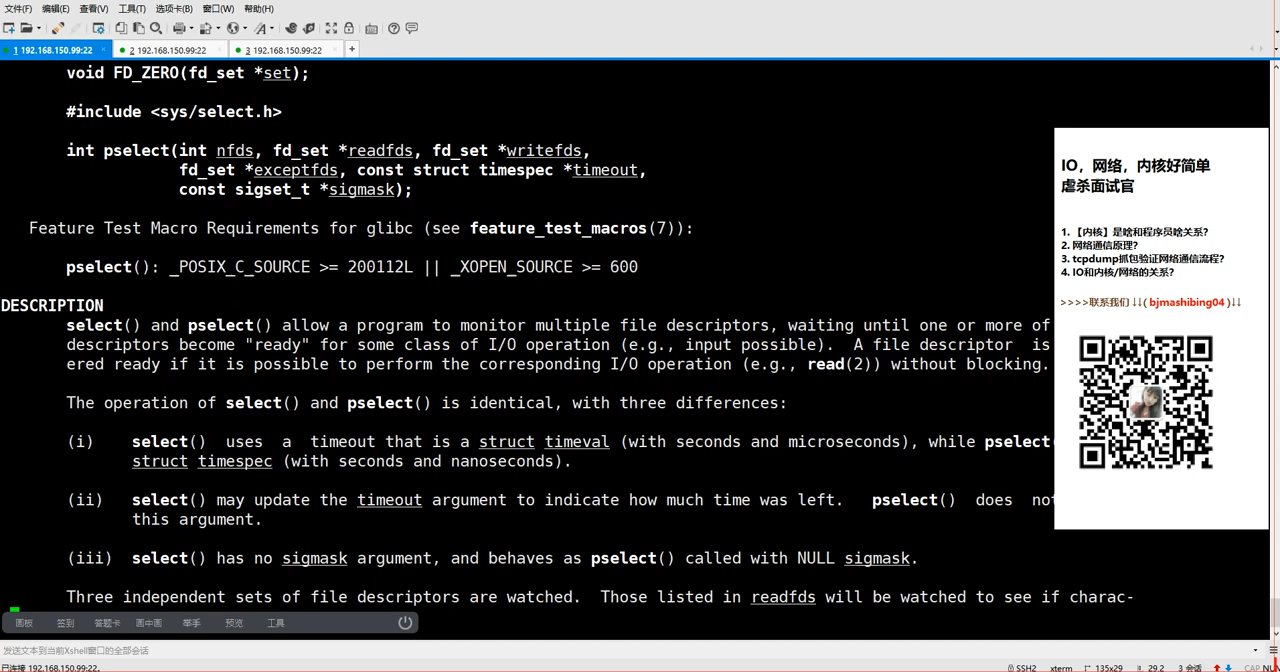 文件(F) 编辑(E) 查看(V) 工具(T) 选项卡(B) 窗口(W) 帮助(H)
1 192.168.150.99:22 × 2 192.168.150.99:22 × 3 192.168.150.99:22 × +
void FD_ZERO(fd_set *set);
#include <sys/select.h>
int pselect(int nfds, fd_set *readfds, fd_set *writefds,
fd_set *exceptfds, const struct timespec *timeout,
const sigset_t *sigmask);
Feature Test Macro Requirements for glibc (see feature_test_macros(7)):
pselect(): _POSIX_C_SOURCE >= 200112L || _XOPEN_SOURCE >= 600
DESCRIPTION
select() and pselect() allow a program to monitor multiple file descriptors, waiting until one or more of
descriptors become "ready" for some class of I/O operation (e.g., input possible). A file descriptor is
ered ready if it is possible to perform the corresponding I/O operation (e.g., read(2)) without blocking.
The operation of select() and pselect() is identical, with three differences:
(i) select() uses a timeout that is a struct timeval (with seconds and microseconds), while pselect(
struct timespec (with seconds and nanoseconds).
(ii) select() may update the timeout argument to indicate how much time was left. pselect() does not
this argument.
(iii) select() has no sigmask argument, and behaves as pselect() called with NULL sigmask.
Three independent sets of file descriptors are watched. Those listed in readfds will be watched to see if charac-
IO，网络，内核好简单
虐杀面试官
1. 【内核】是啥和程序员啥关系?
2. 网络通信原理?
3. tcpdump抓包验证网络通信流程?
4. IO和内核/网络的关系?
>>>>联系我们 ↓↓( bjmashibing04 )↓↓
画板 签到 答题卡 画中画 举手 预览 工具
发送文本到当前Xshell窗口的全部会话
已连接 192.168.150.99:22. SSH2 xterm 135x29 29,2 3 会话 CAP NUM